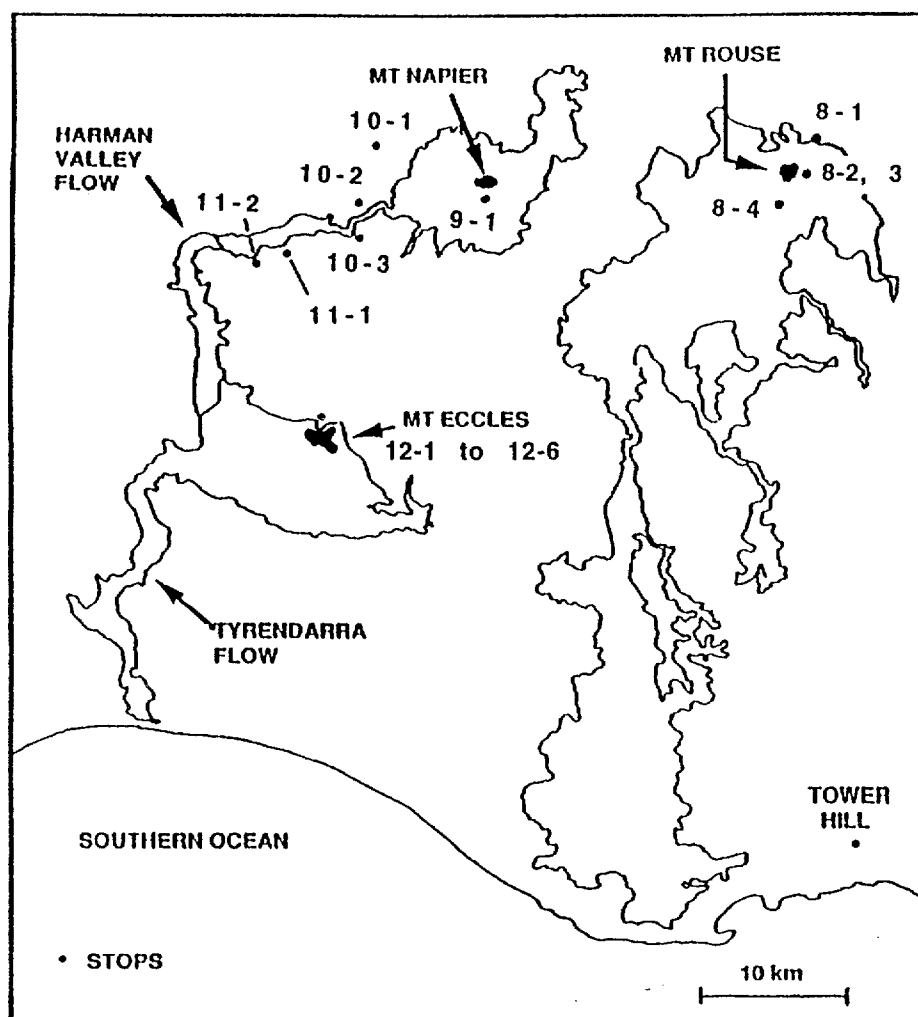 MT ROUSE
MT NAPIER
8-1
10-1
HARMAN
VALLEY
FLOW
10-2
8-2, 3
11-2
9-1
8-4
10-3
11-1
MT ECCLES
12-1 to 12-6
TYRENDARRA
FLOW
TOWER
HILL
SOUTHERN OCEAN
STOPS
10 km